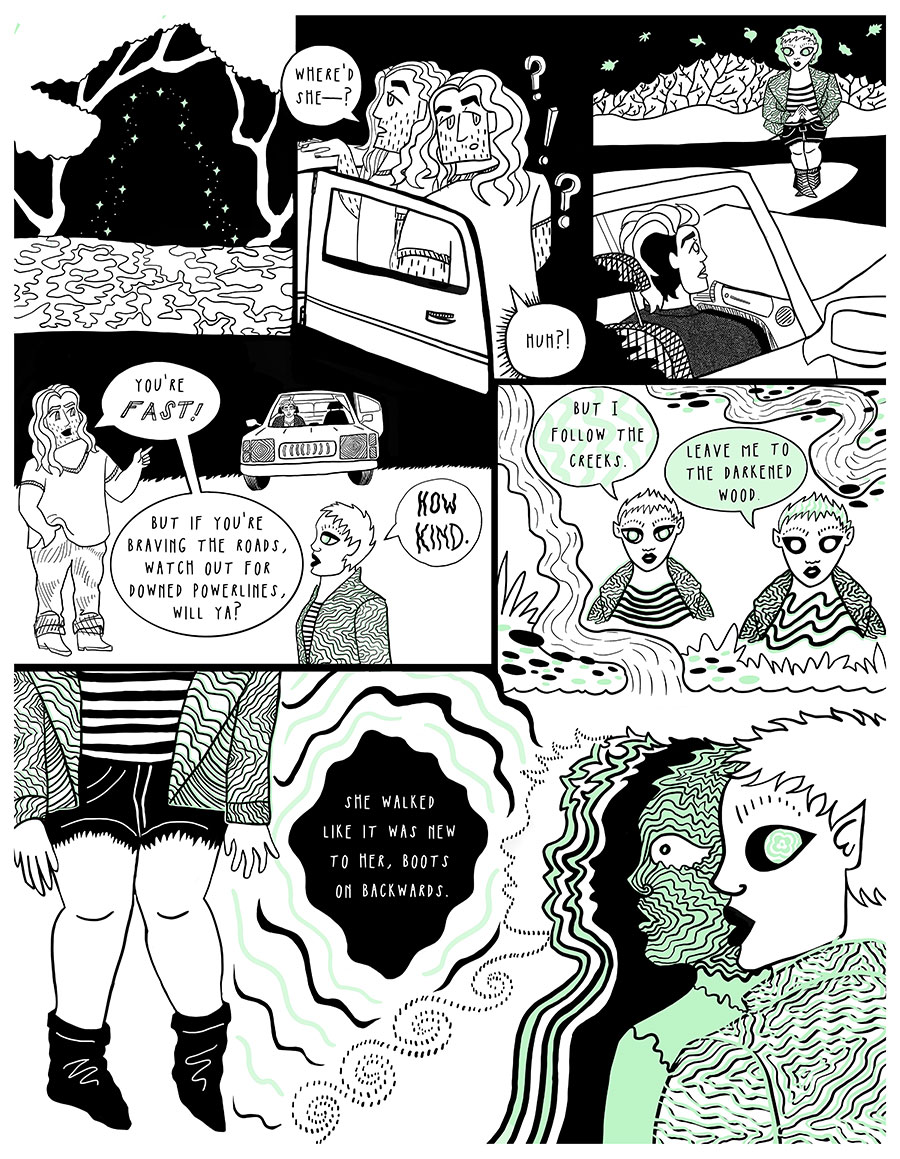 WHERE'D
SHE—?
?
!
?
HUH?!
YOU'RE
FAST!
BUT IF YOU'RE
BRAVING THE ROADS,
WATCH OUT FOR
DOWNED POWERLINES,
WILL YA?
HOW
KIND.
BUT I
FOLLOW THE
CREEKS.
LEAVE ME TO
THE DARKENED
WOOD.
SHE WALKED
LIKE IT WAS NEW
TO HER, BOOTS
ON BACKWARDS.